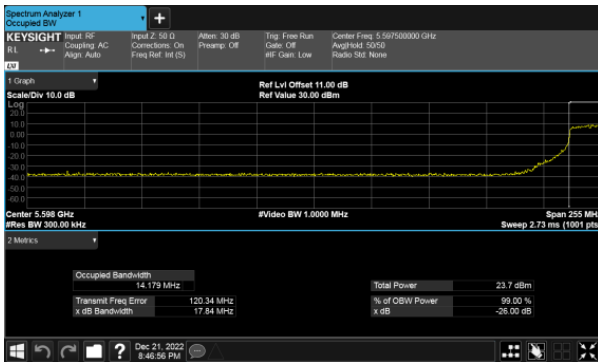 Spectrum Analyzer 1
Occupied BW
KEYSIGHT
RL
Input: RF
Coupling: AC
Align: Auto
Input Z: 50 Ω
Corrections: On
Freq Ref: Int (S)
Atten: 30 dB
Preamp: Off
Trig: Free Run
Gate: Off
#IF Gain: Low
Center Freq: 5.597500000 GHz
Avg|Hold: 50/50
Radio Std: None
LXI
1 Graph
Scale/Div 10.0 dB
Ref Lvl Offset 11.00 dB
Ref Value 30.00 dBm
Log
20.0
10.0
0.00
-10.0
-20.0
-30.0
-40.0
-50.0
-60.0
Center 5.598 GHz
#Res BW 300.00 kHz
#Video BW 1.0000 MHz
Span 255 MH
Sweep 2.73 ms (1001 pts
2 Metrics
Occupied Bandwidth
14.179 MHz
Transmit Freq Error 120.34 MHz
x dB Bandwidth 17.84 MHz
Total Power 23.7 dBm
% of OBW Power 99.00 %
x dB -26.00 dB
?
Dec 21, 2022
8:46:56 PM